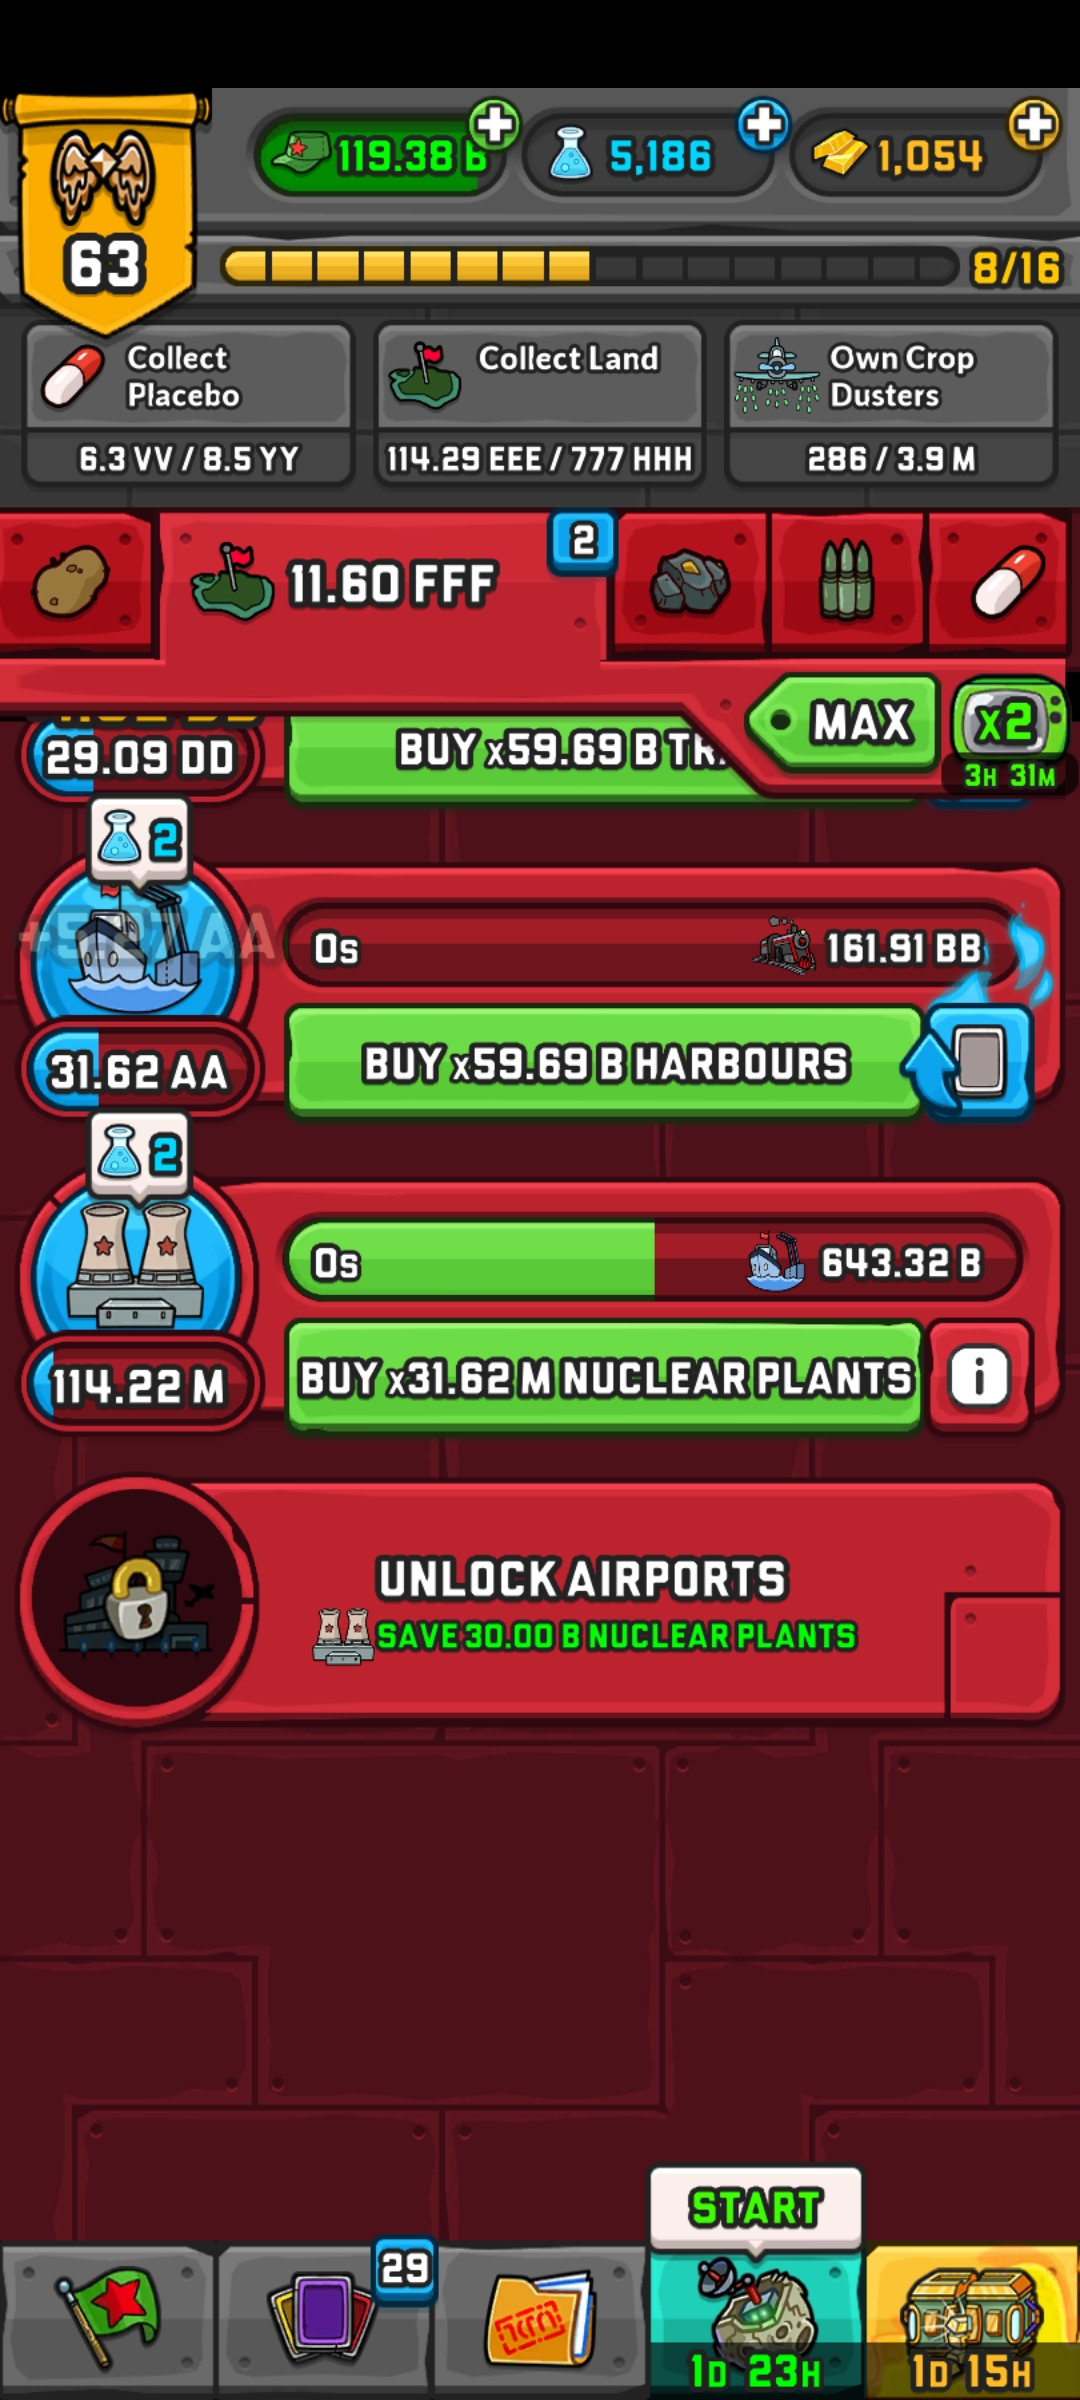 119.38 B
5,186
1,054
63
8/16
Collect
Placebo
6.3 VV / 8.5 YY
Collect Land
114.29 EEE / 777 HHH
Own Crop
Dusters
286 / 3.9 M
11.60 FFF
2
MAX
x2
3H 31M
29.09 DD
BUY x59.69 B
2
+5.27 AA
0s
161.91 BB
31.62 AA
BUY x59.69 B HARBOURS
2
0s
643.32 B
114.22 M
BUY x31.62 M NUCLEAR PLANTS
i
UNLOCK AIRPORTS
SAVE 30.00 B NUCLEAR PLANTS
START
29
1D 23H
1D 15H